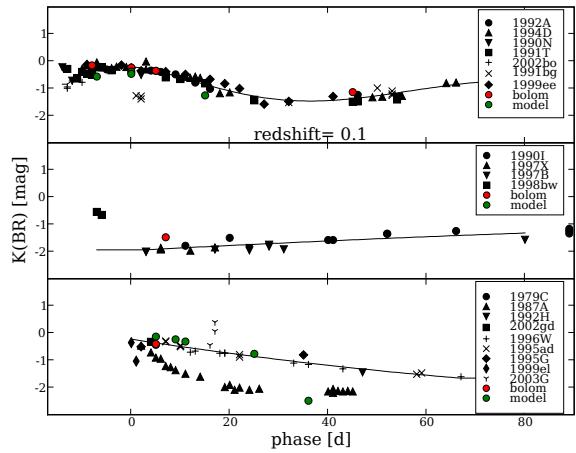 1992A
1994D
1990N
1991T
2002bo
1991bg
1999ee
bolom
model
1
0
-1
-2
redshift= 0.1
K(BR) [mag]
1990I
1997X
1997B
1998bw
bolom
model
1
0
-1
-2
1979C
1987A
1992H
2002gd
1996W
1995ad
1995G
1999el
2003G
bolom
model
1
0
-1
-2
0
20
40
60
80
phase [d]